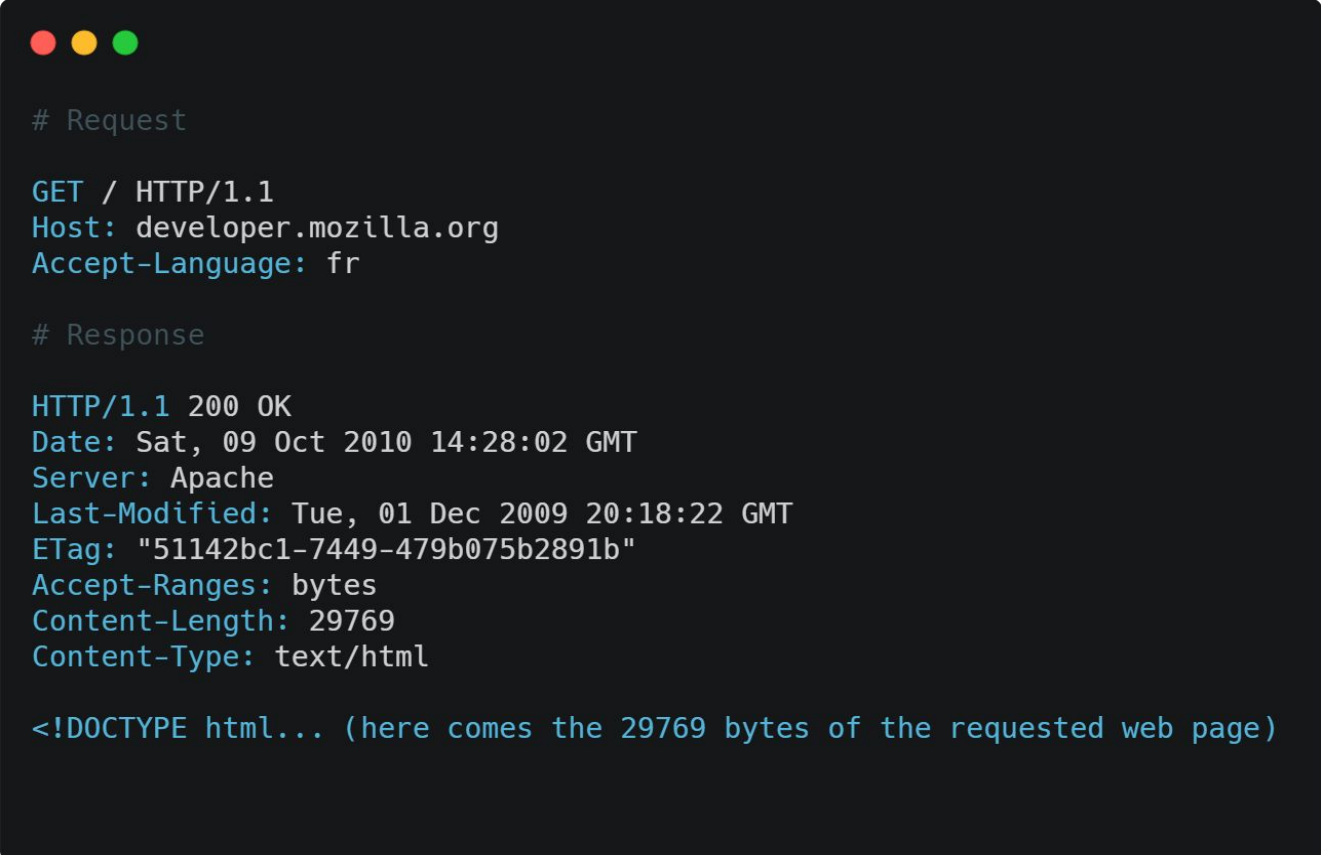 # Request
GET / HTTP/1.1
Host: developer.mozilla.org
Accept-Language: fr
# Response
HTTP/1.1 200 OK
Date: Sat, 09 Oct 2010 14:28:02 GMT
Server: Apache
Last-Modified: Tue, 01 Dec 2009 20:18:22 GMT
ETag: "51142bc1-7449-479b075b2891b"
Accept-Ranges: bytes
Content-Length: 29769
Content-Type: text/html
<!DOCTYPE html... (here comes the 29769 bytes of the requested web page)